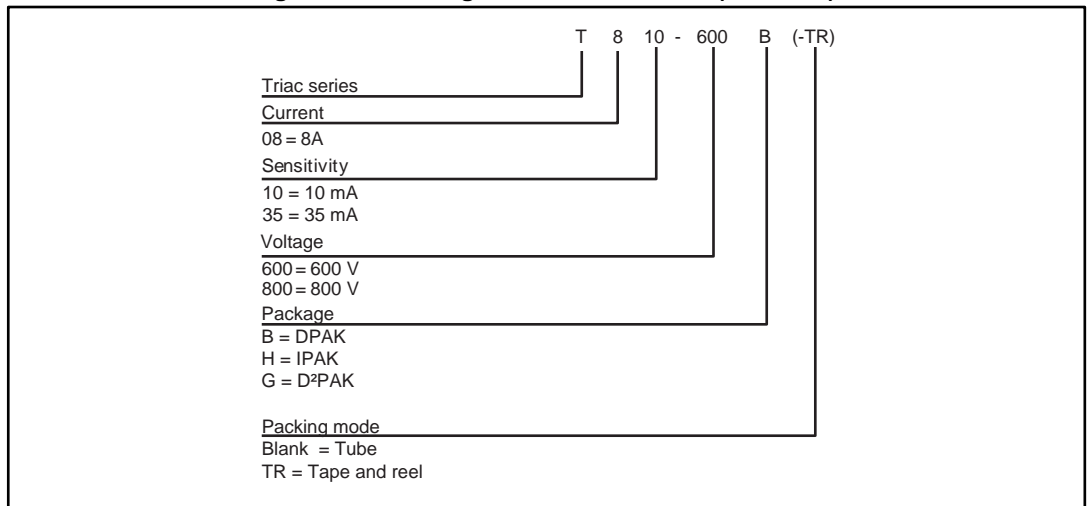 T 8 10 - 600 B (-TR)
Triac series
Current
08 = 8A
Sensitivity
10 = 10 mA
35 = 35 mA
Voltage
600 = 600 V
800 = 800 V
Package
B = DPAK
H = IPAK
G = D²PAK
Packing mode
Blank = Tube
TR = Tape and reel